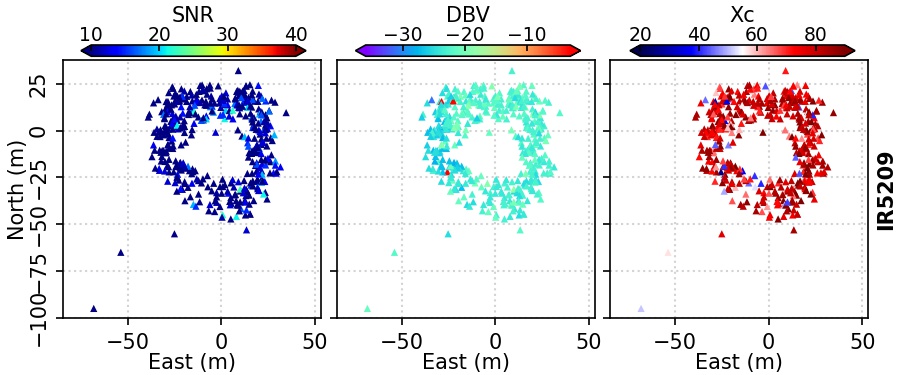 SNR DBV Xc
10 20 30 40 −30 −20 −10 20 40 60 80
25
0
−25
−50
−75
−100
North (m)
−50 0 50 −50 0 50 −50 0 50
East (m) East (m) East (m)
IR5209